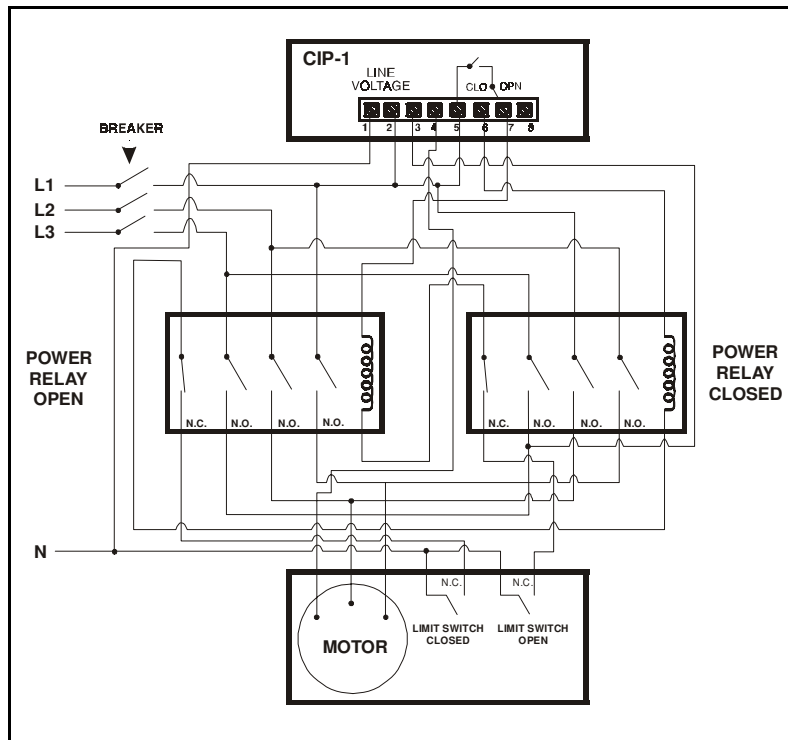 CIP-1
LINE
VOLTAGE
CLO OPN
1 2 3 4 5 6 7 8
BREAKER
L1
L2
L3
POWER
RELAY
OPEN
N.C. N.O. N.O. N.O.
N.C. N.O. N.O. N.O.
POWER
RELAY
CLOSED
N
N.C. N.C.
LIMIT SWITCH
CLOSED
LIMIT SWITCH
OPEN
MOTOR